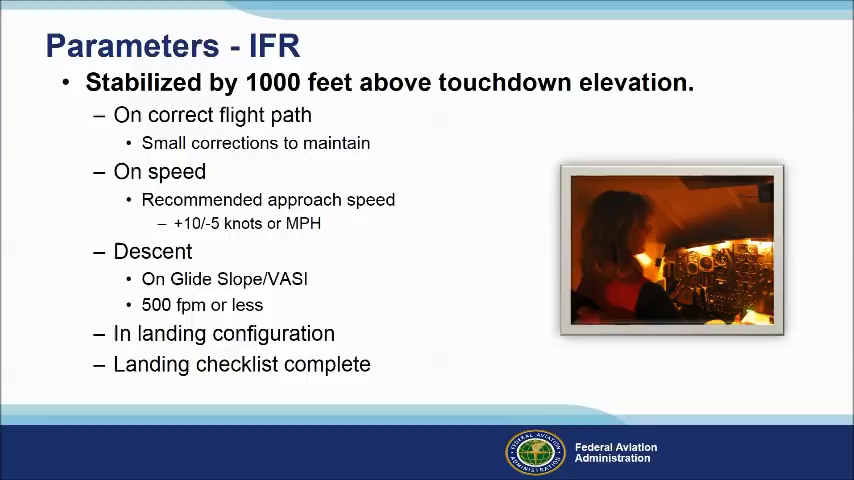 Parameters - IFR
• Stabilized by 1000 feet above touchdown elevation.
– On correct flight path
• Small corrections to maintain
– On speed
• Recommended approach speed
– +10/-5 knots or MPH
– Descent
• On Glide Slope/VASI
• 500 fpm or less
– In landing configuration
– Landing checklist complete
Federal Aviation
Administration